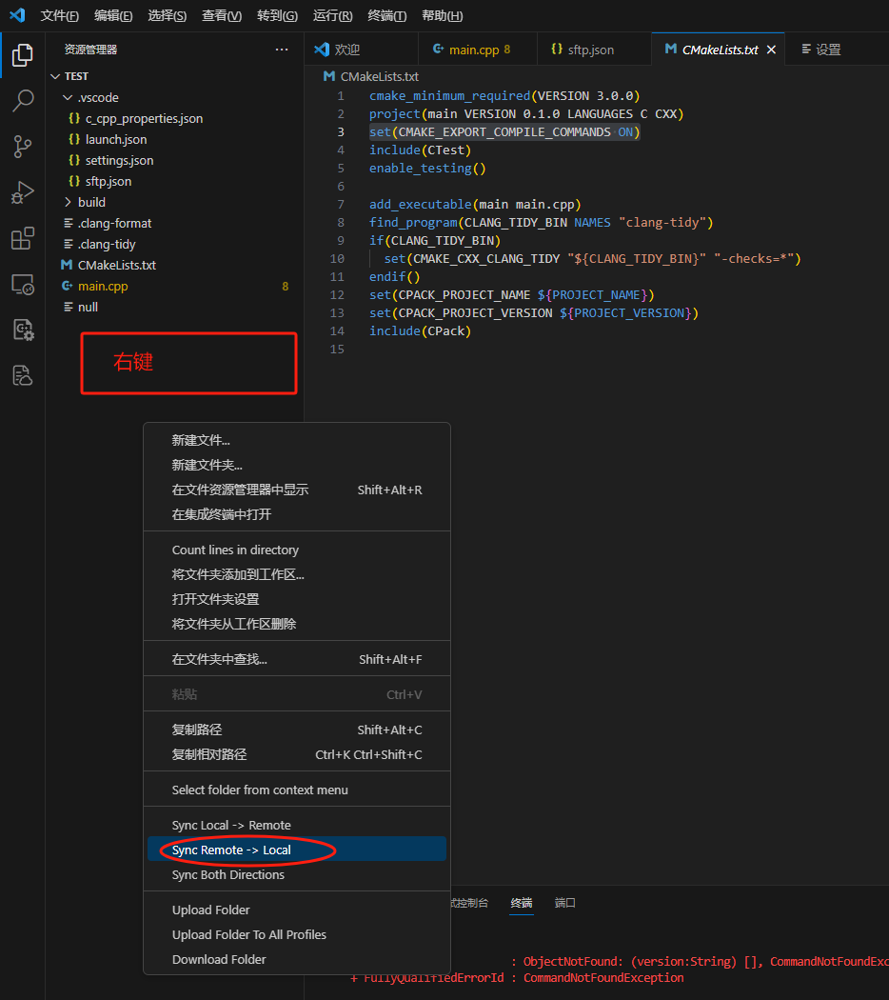 文件(F) 编辑(E) 选择(S) 查看(V) 转到(G) 运行(R) 终端(T) 帮助(H)
资源管理器 ...
欢迎 main.cpp 8 sftp.json CMakeLists.txt 设置
TEST
.vscode
c_cpp_properties.json
launch.json
settings.json
sftp.json
build
.clang-format
.clang-tidy
CMakeLists.txt
main.cpp 8
null
右键
CMakeLists.txt
1 cmake_minimum_required(VERSION 3.0.0)
2 project(main VERSION 0.1.0 LANGUAGES C CXX)
3 set(CMAKE_EXPORT_COMPILE_COMMANDS ON)
4 include(CTest)
5 enable_testing()
6
7 add_executable(main main.cpp)
8 find_program(CLANG_TIDY_BIN NAMES "clang-tidy")
9 if(CLANG_TIDY_BIN)
10 set(CMAKE_CXX_CLANG_TIDY "${CLANG_TIDY_BIN}" "-checks=*")
11 endif()
12 set(CPACK_PROJECT_NAME ${PROJECT_NAME})
13 set(CPACK_PROJECT_VERSION ${PROJECT_VERSION})
14 include(CPack)
15
新建文件...
新建文件夹...
在文件资源管理器中显示 Shift+Alt+R
在集成终端中打开
Count lines in directory
将文件夹添加到工作区...
打开文件夹设置
将文件夹从工作区删除
在文件夹中查找... Shift+Alt+F
粘贴 Ctrl+V
复制路径 Shift+Alt+C
复制相对路径 Ctrl+K Ctrl+Shift+C
Select folder from context menu
Sync Local -> Remote
Sync Remote -> Local
Sync Both Directions
Upload Folder
Upload Folder To All Profiles
Download Folder
试控制台 终端 端口
: ObjectNotFound: (version:String) [], CommandNotFoundExc
+ FullyQualifiedErrorId : CommandNotFoundException